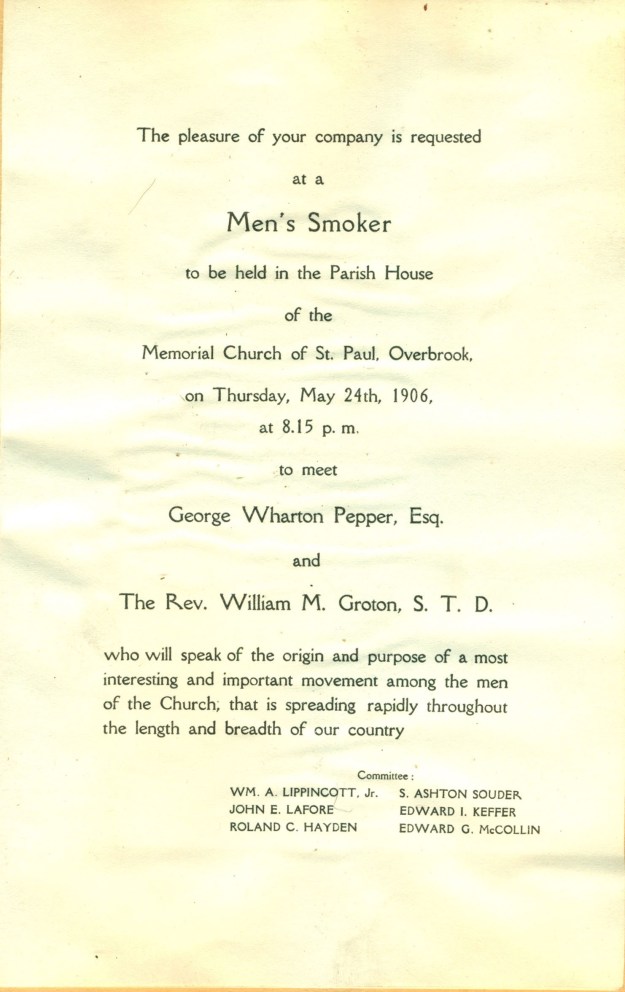 The pleasure of your company is requested
at a
Men's Smoker
to be held in the Parish House
of the
Memorial Church of St. Paul, Overbrook,
on Thursday, May 24th, 1906,
at 8.15 p. m.
to meet
George Wharton Pepper, Esq.
and
The Rev. William M. Groton, S. T. D.
who will speak of the origin and purpose of a most
interesting and important movement among the men
of the Church, that is spreading rapidly throughout
the length and breadth of our country
Committee:
WM. A. LIPPINCOTT, Jr. S. ASHTON SOUDER
JOHN E. LAFORE EDWARD I. KEFFER
ROLAND C. HAYDEN EDWARD G. McCOLLIN